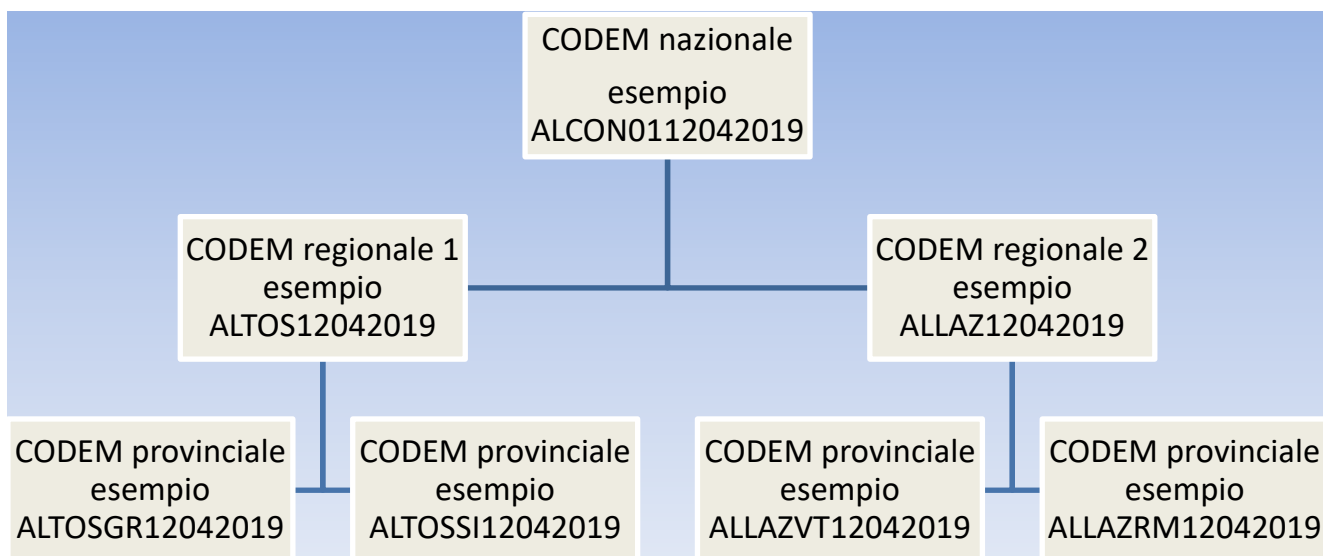 CODEM nazionale
esempio
ALCON0112042019
CODEM regionale 1
esempio
ALTOS12042019
CODEM regionale 2
esempio
ALLAZ12042019
CODEM provinciale
esempio
ALTOSGR12042019
CODEM provinciale
esempio
ALTOSSI12042019
CODEM provinciale
esempio
ALLAZVT12042019
CODEM provinciale
esempio
ALLAZRM12042019